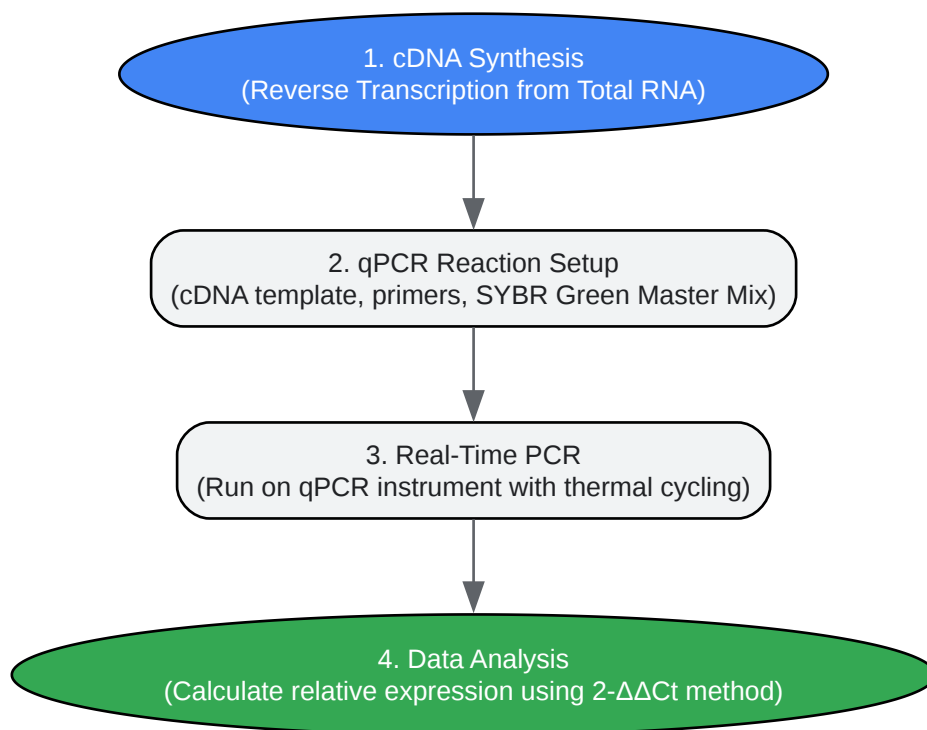 1. cDNA Synthesis
(Reverse Transcription from Total RNA)
2. qPCR Reaction Setup
(cDNA template, primers, SYBR Green Master Mix)
3. Real-Time PCR
(Run on qPCR instrument with thermal cycling)
4. Data Analysis
(Calculate relative expression using 2-ΔΔCt method)